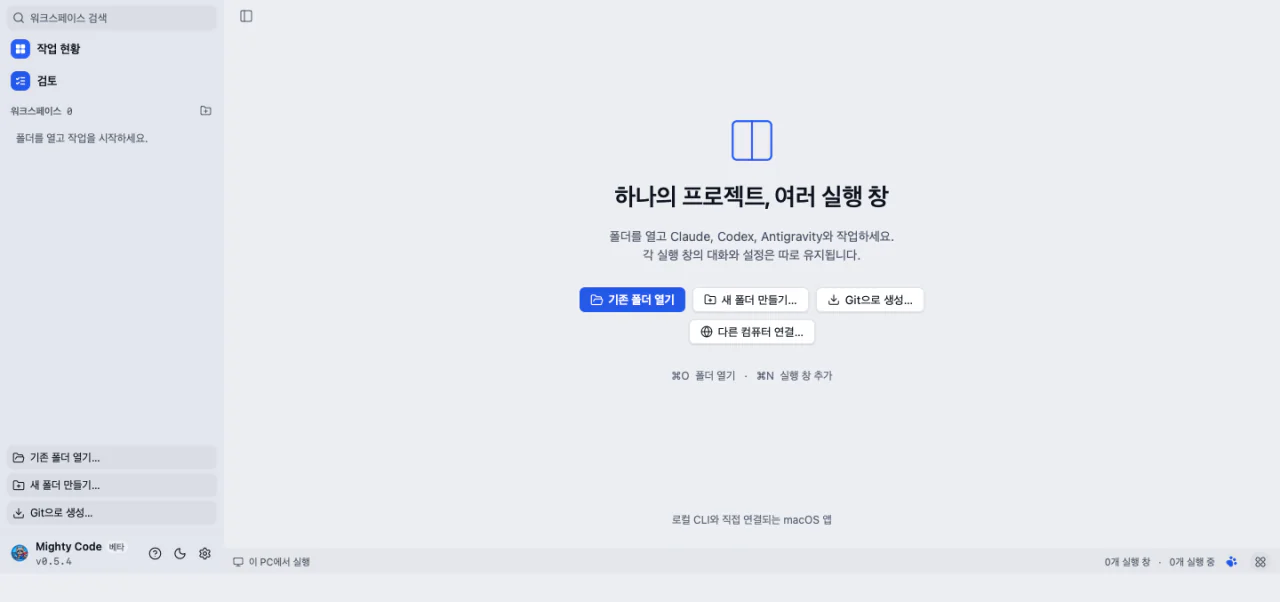 워크스페이스 검색
작업 현황
검토
워크스페이스 0
폴더를 열고 작업을 시작하세요.
하나의 프로젝트, 여러 실행 창
폴더를 열고 Claude, Codex, Antigravity와 작업하세요.
각 실행 창의 대화와 설정은 따로 유지됩니다.
기존 폴더 열기
새 폴더 만들기...
Git으로 생성...
다른 컴퓨터 연결...
⌘O 폴더 열기 · ⌘N 실행 창 추가
로컬 CLI와 직접 연결되는 macOS 앱
기존 폴더 열기...
새 폴더 만들기...
Git으로 생성...
Mighty Code 베타
v0.5.4
이 PC에서 실행
0개 실행 창 · 0개 실행 중